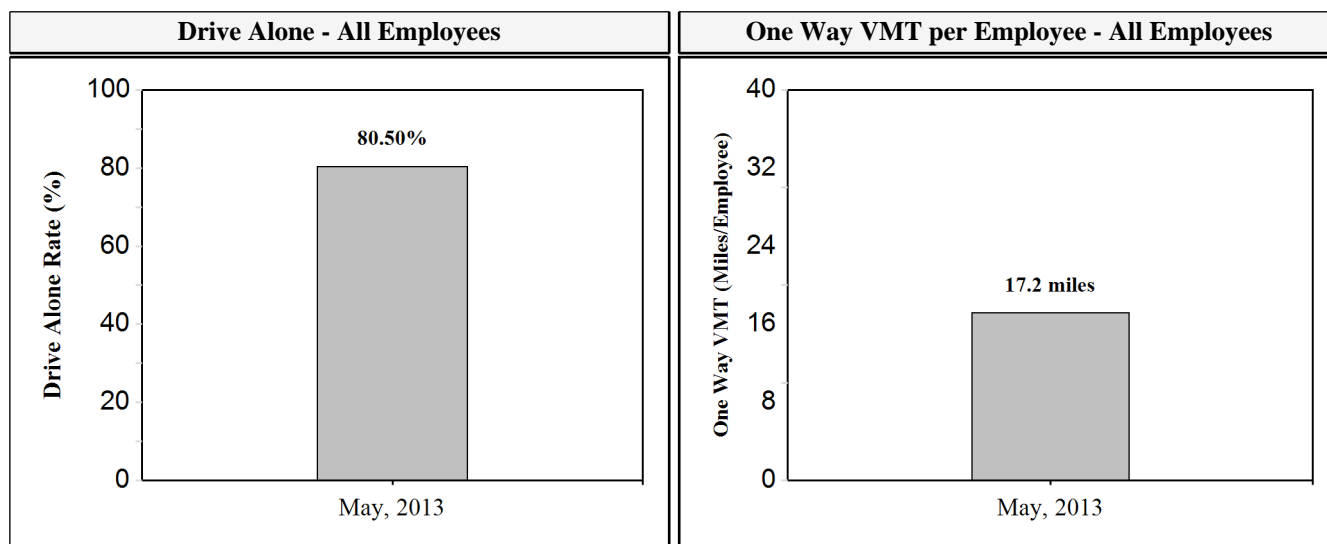 Drive Alone - All Employees
100
80
60
40
20
0
Drive Alone Rate (%)
80.50%
May, 2013
One Way VMT per Employee - All Employees
40
32
24
16
8
0
One Way VMT (Miles/Employee)
17.2 miles
May, 2013